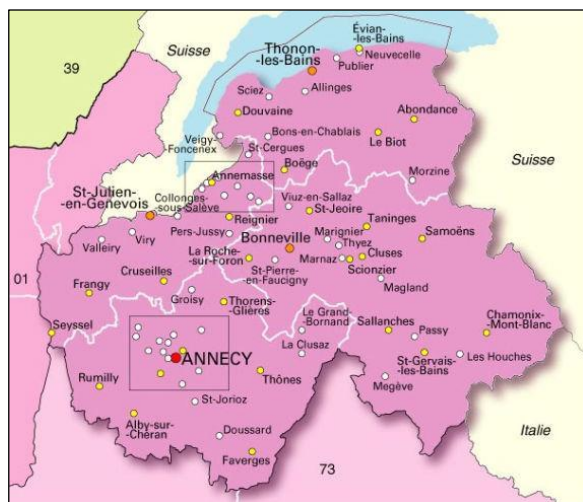 Suisse
39
Évian-
les-Bains
Neuvecelle
Thonon-
les-Bains
Publier
Allinges
Sciez
Douvaine
Abondance
Veigy-
Foncenex
Bons-en-Chablais
Le Biot
St-Cergues
Suisse
Boëge
Annemasse
Morzine
St-Julien-
en-Genevois
Collonges-
sous-Salève
Viuz-en-Sallaz
St-Jeoire
Reignier
Taninges
Samoëns
Valleiry
Viry
Pers-Jussy
Bonneville
Marignier
Thyez
La Roche-
sur-Foron
Marnaz
Cluses
Scionzier
St-Pierre-
en-Faucigny
Cruseilles
Magland
01
Frangy
Groisy
Thorens-
Glières
Le Grand-
Bornand
Sallanches
Passy
Chamonix-
Mont-Blanc
Seyssel
La Clusaz
ANNECY
St-Gervais-
les-Bains
Les Houches
Megève
Rumilly
Thônes
St-Jorioz
Alby-sur-
Chéran
Doussard
Faverges
Italie
73